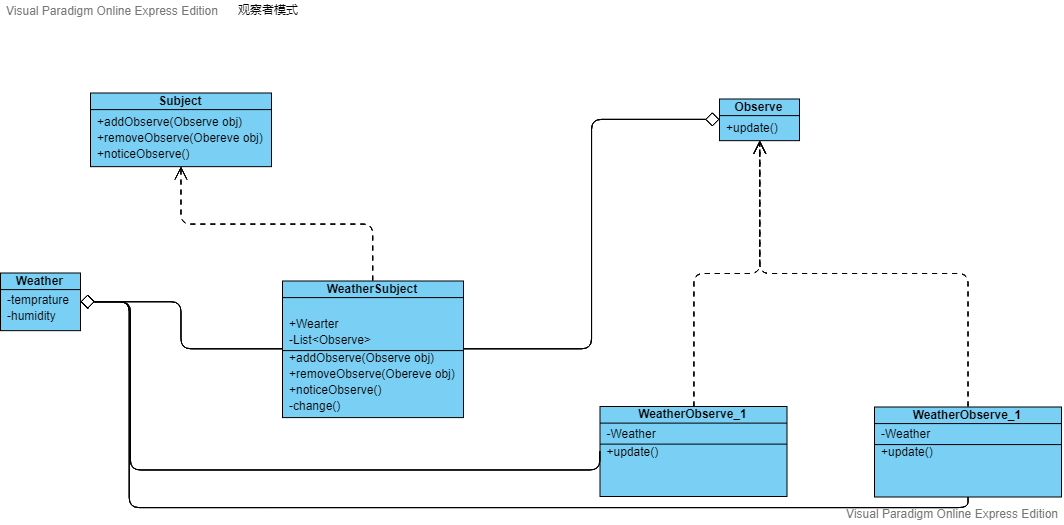 Visual Paradigm Online Express Edition
观察者模式
Subject
+addObserve(Observe obj)
+removeObserve(Obereve obj)
+noticeObserve()
Observe
+update()
Weather
-temprature
-humidity
WeatherSubject
+Wearter
-List<Observe>
+addObserve(Observe obj)
+removeObserve(Obereve obj)
+noticeObserve()
-change()
WeatherObserve_1
-Weather
+update()
WeatherObserve_1
-Weather
+update()
Visual Paradigm Online Express Edition